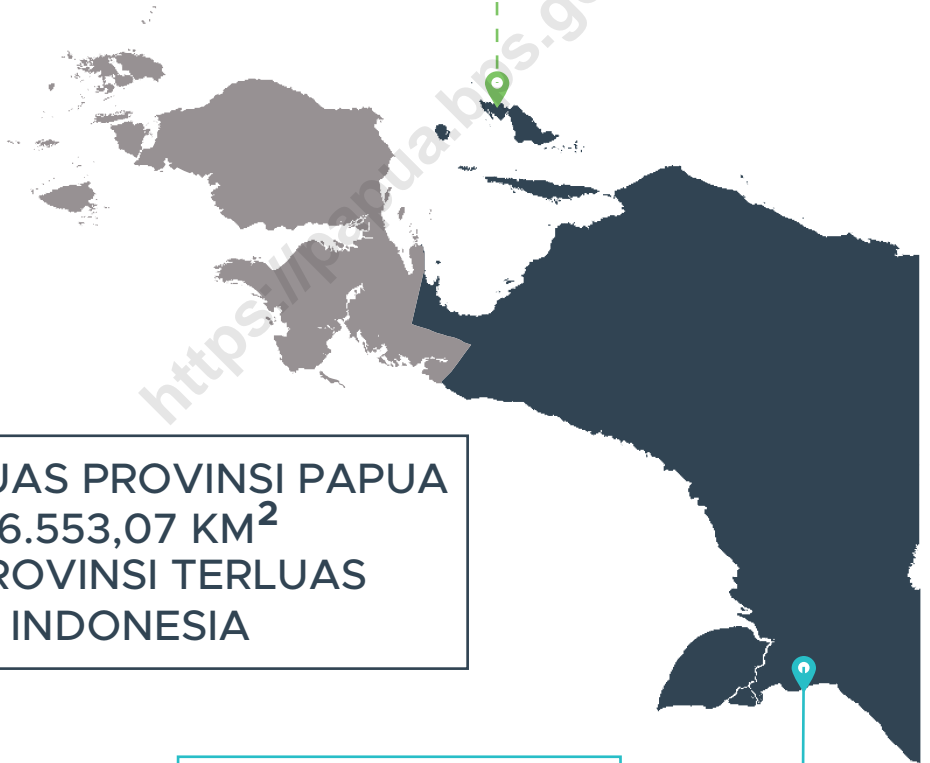 https://papua.bps.go
UAS PROVINSI PAPUA
6.553,07 KM²
ROVINSI TERLUAS
INDONESIA